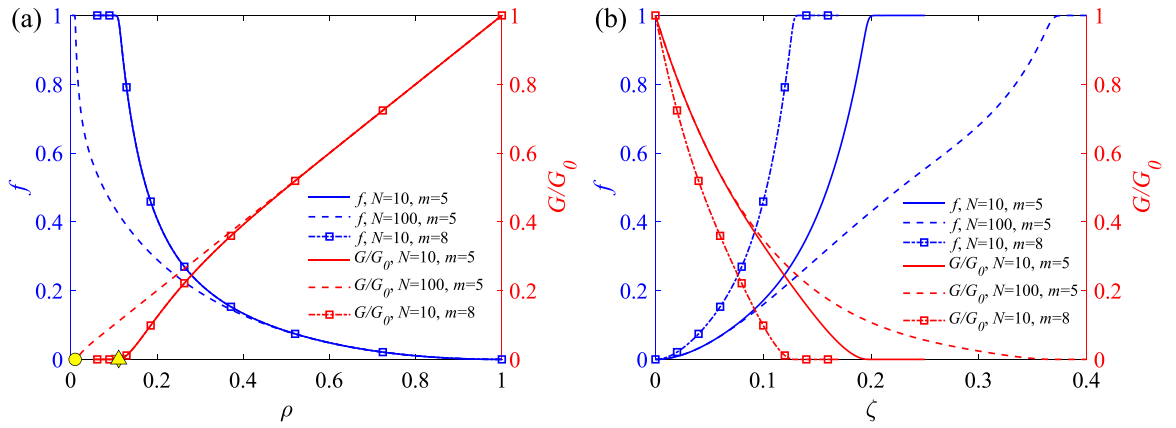 (a)
1
0.8
0.6
0.4
0.2
0
f
0 0.2 0.4 0.6 0.8 1
ρ
1
0.8
0.6
0.4
0.2
0
G/G0
f, N=10, m=5
f, N=100, m=5
f, N=10, m=8
G/G0, N=10, m=5
G/G0, N=100, m=5
G/G0, N=10, m=8
(b)
1
0.8
0.6
0.4
0.2
0
f
0 0.1 0.2 0.3 0.4
ζ
1
0.8
0.6
0.4
0.2
0
G/G0
f, N=10, m=5
f, N=100, m=5
f, N=10, m=8
G/G0, N=10, m=5
G/G0, N=100, m=5
G/G0, N=10, m=8